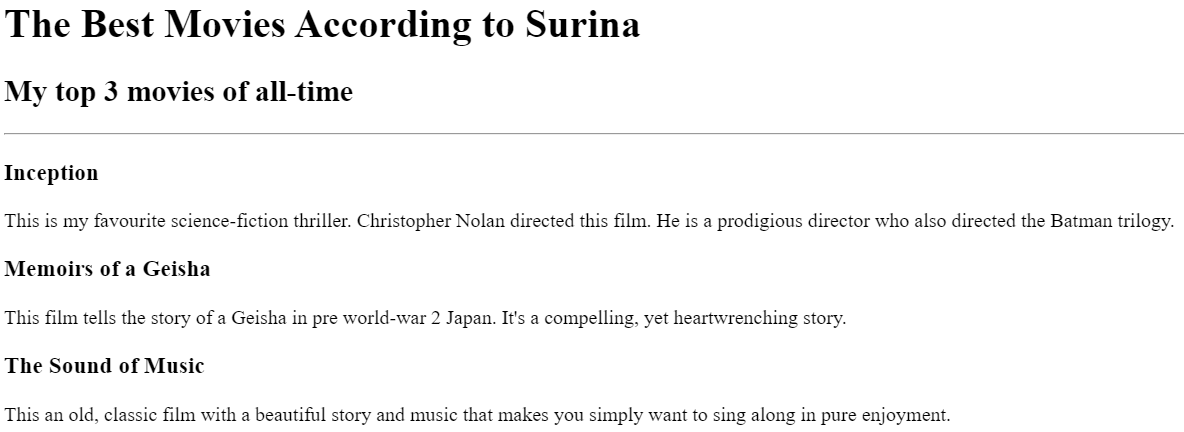 The Best Movies According to Surina
My top 3 movies of all-time
Inception
This is my favourite science-fiction thriller. Christopher Nolan directed this film. He is a prodigious director who also directed the Batman trilogy.
Memoirs of a Geisha
This film tells the story of a Geisha in pre world-war 2 Japan. It's a compelling, yet heartwrenching story.
The Sound of Music
This an old, classic film with a beautiful story and music that makes you simply want to sing along in pure enjoyment.